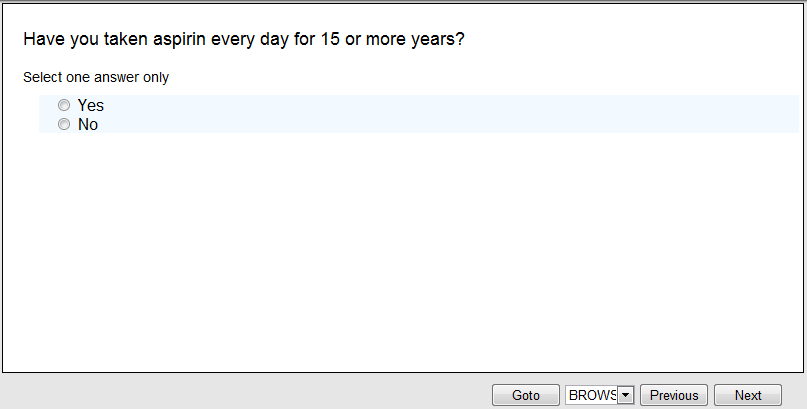 Have you taken aspirin every day for 15 or more years?
Select one answer only
Yes
No
Goto BROWS Previous Next